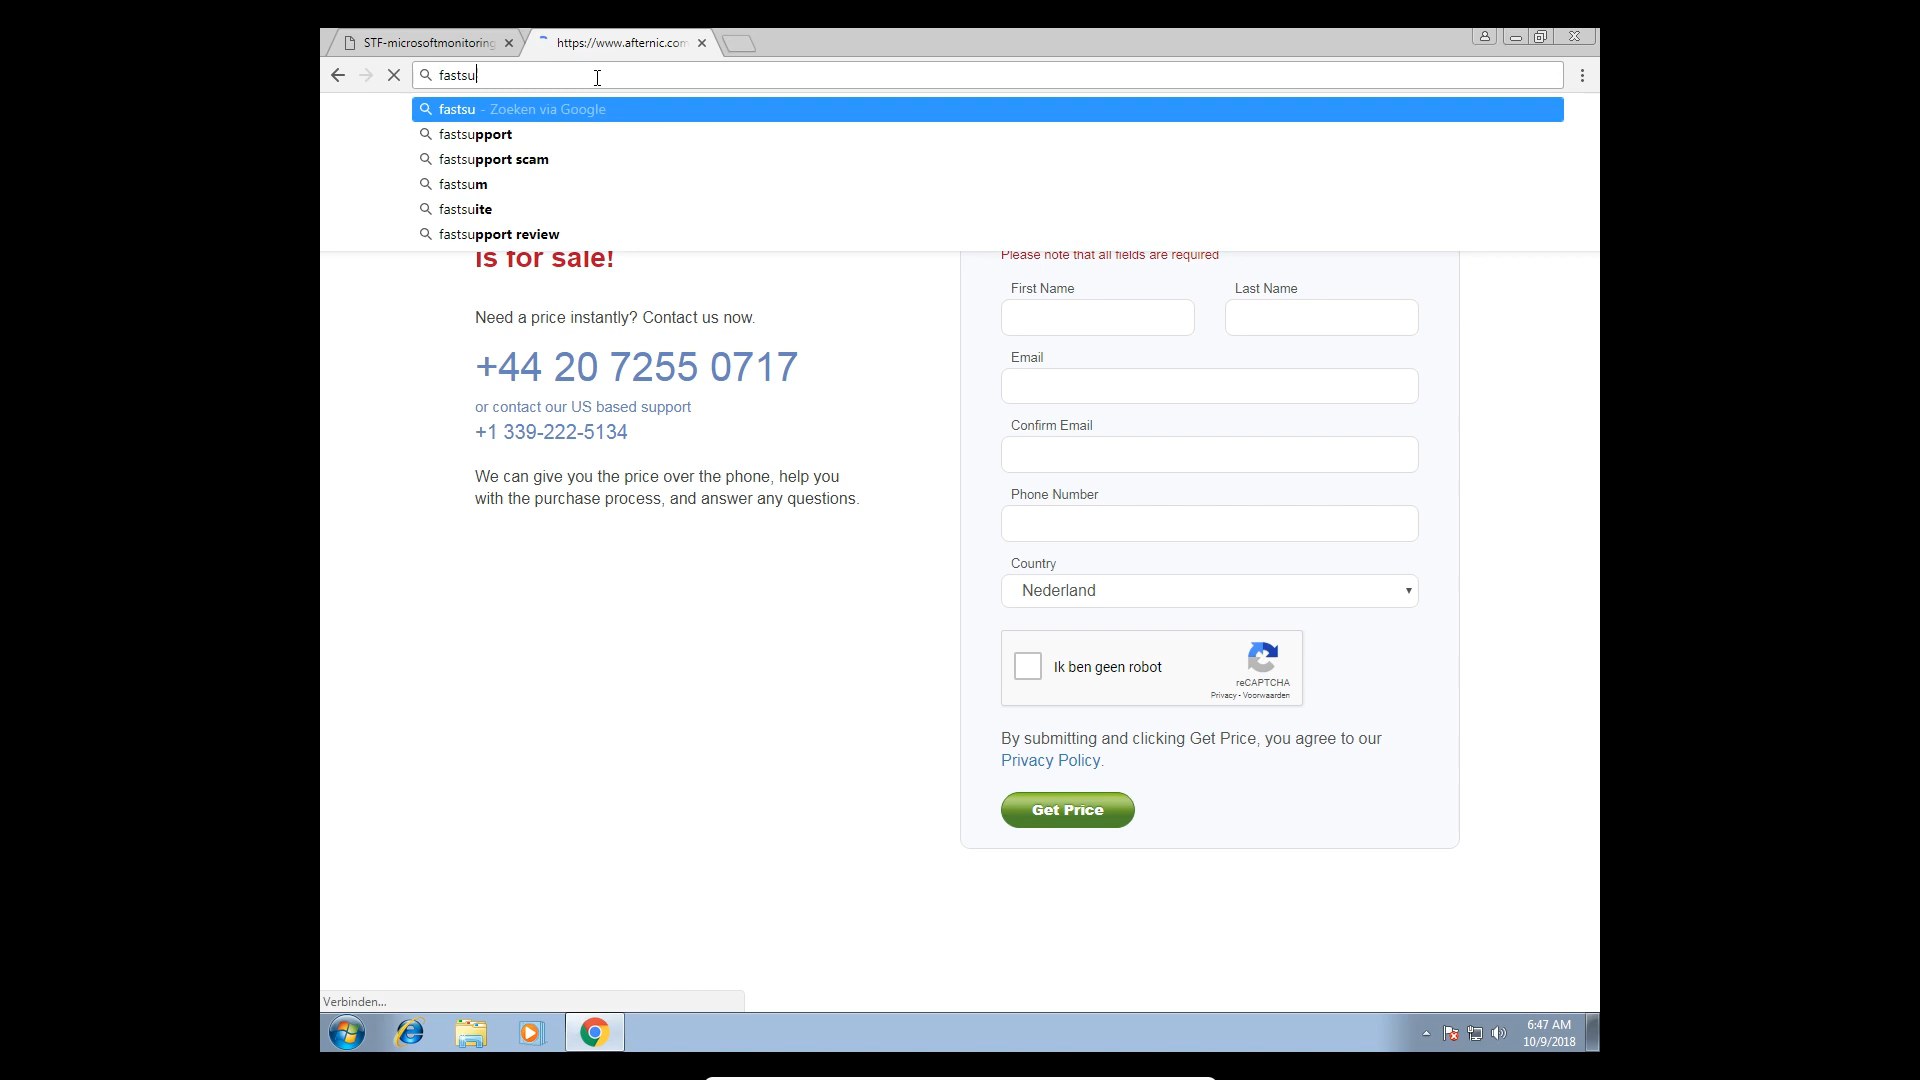 STF-microsoftmonitoring
https://www.afternic.com
fastsu
fastsu - Zoeken via Google
fastsupport
fastsupport scam
fastsum
fastsuite
fastsupport review
is for sale!
Please note that all fields are required
First Name
Last Name
Need a price instantly? Contact us now.
+44 20 7255 0717
Email
or contact our US based support
+1 339-222-5134
Confirm Email
We can give you the price over the phone, help you
with the purchase process, and answer any questions.
Phone Number
Country
Nederland
Ik ben geen robot
reCAPTCHA
Privacy - Voorwaarden
By submitting and clicking Get Price, you agree to our
Privacy Policy.
Get Price
Verbinden...
6:47 AM
10/9/2018